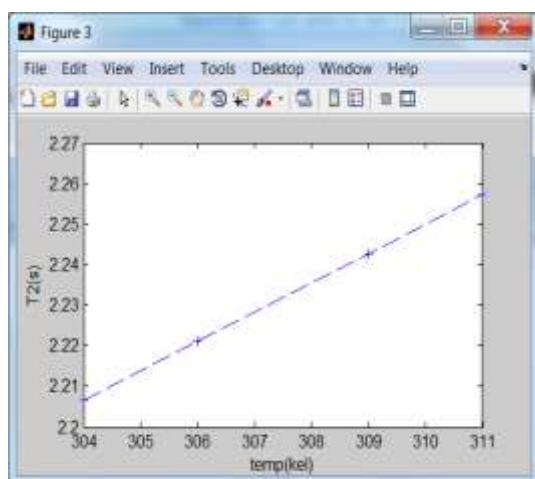 Figure 3
File Edit View Insert Tools Desktop Window Help
2.27
2.26
2.25
2.24
2.23
2.22
2.21
2.2
T2(s)
304 305 306 307 308 309 310 311
temp(kel)